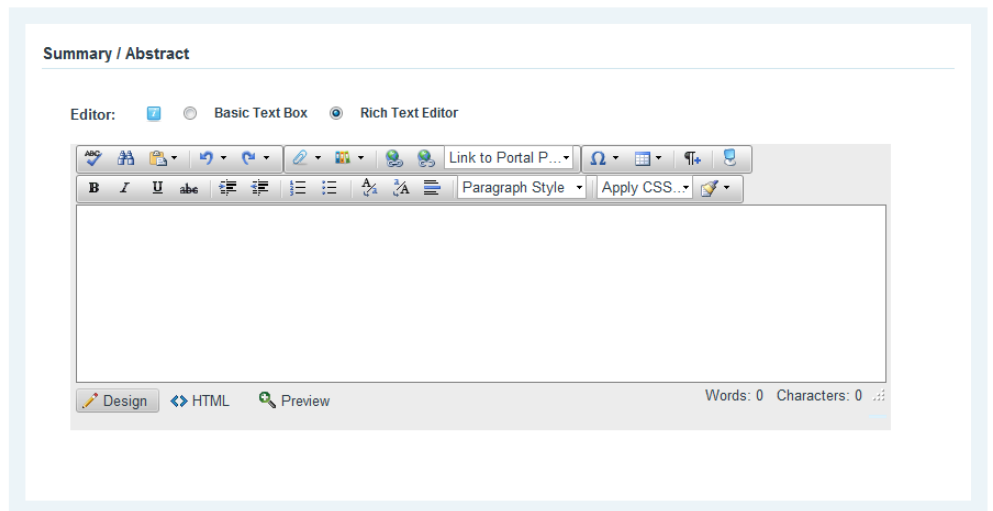 Summary / Abstract
Editor: Basic Text Box Rich Text Editor
ABC Link to Portal P... Ω ¶
B I U abc A A Paragraph Style Apply CSS...
Design HTML Preview Words: 0 Characters: 0